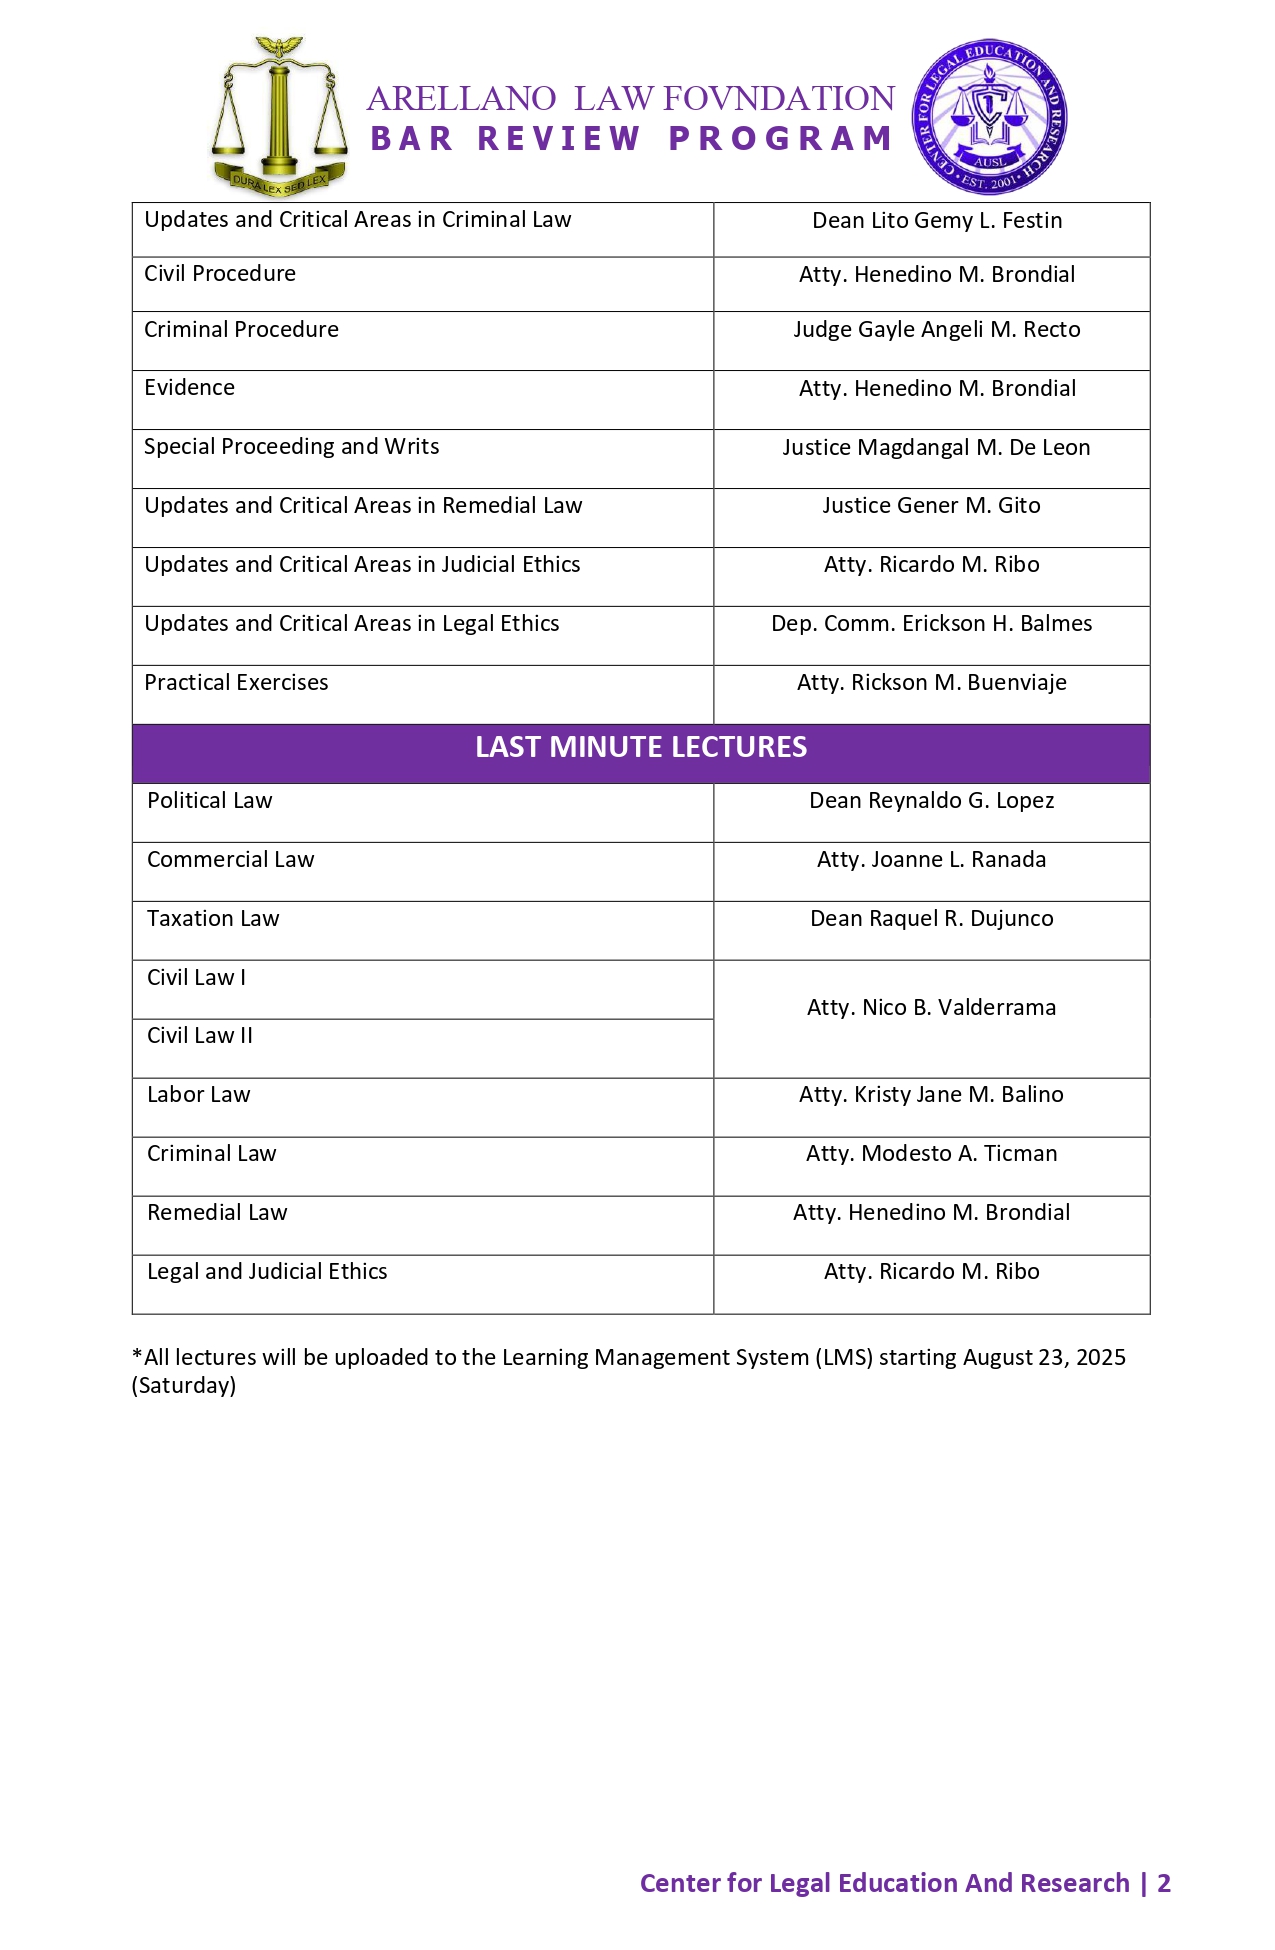 ARELLANO LAW FOVNDATION
BAR REVIEW PROGRAM
DURA LEX SED LEX
CENTER FOR LEGAL EDUCATION AND RESEARCH
AUSL
• EST. 2001 •
Updates and Critical Areas in Criminal Law Dean Lito Gemy L. Festin
Civil Procedure Atty. Henedino M. Brondial
Criminal Procedure Judge Gayle Angeli M. Recto
Evidence Atty. Henedino M. Brondial
Special Proceeding and Writs Justice Magdangal M. De Leon
Updates and Critical Areas in Remedial Law Justice Gener M. Gito
Updates and Critical Areas in Judicial Ethics Atty. Ricardo M. Ribo
Updates and Critical Areas in Legal Ethics Dep. Comm. Erickson H. Balmes
Practical Exercises Atty. Rickson M. Buenviaje
LAST MINUTE LECTURES
Political Law Dean Reynaldo G. Lopez
Commercial Law Atty. Joanne L. Ranada
Taxation Law Dean Raquel R. Dujunco
Civil Law I
Atty. Nico B. Valderrama
Civil Law II
Labor Law Atty. Kristy Jane M. Balino
Criminal Law Atty. Modesto A. Ticman
Remedial Law Atty. Henedino M. Brondial
Legal and Judicial Ethics Atty. Ricardo M. Ribo
*All lectures will be uploaded to the Learning Management System (LMS) starting August 23, 2025
(Saturday)
Center for Legal Education And Research | 2